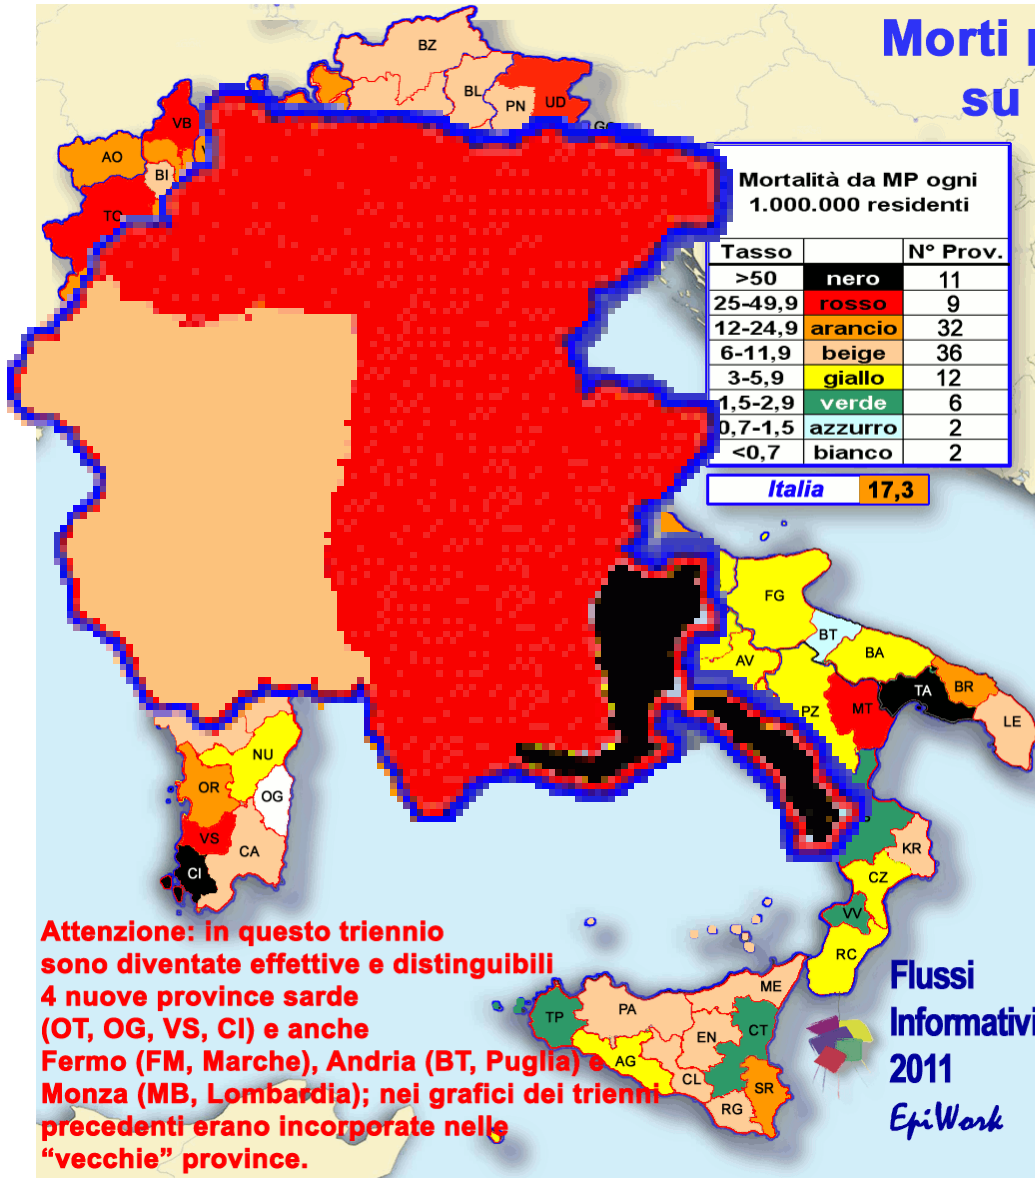 Morti
su
Mortalità da MP ogni
1.000.000 residenti
Tasso N° Prov.
>50 nero 11
25-49,9 rosso 9
12-24,9 arancio 32
6-11,9 beige 36
3-5,9 giallo 12
1,5-2,9 verde 6
0,7-1,5 azzurro 2
<0,7 bianco 2
Italia 17,3
BZ
BL
PN
UD
VB
AO
BI
TO
FG
BT
BA
AV
PZ
MT
TA
BR
LE
NU
OR
OG
VS
CA
CI
KR
CZ
VV
RC
ME
PA
TP
EN
CT
AG
CL
SR
RG
Attenzione: in questo triennio
sono diventate effettive e distinguibili
4 nuove province sarde
(OT, OG, VS, CI) e anche
Fermo (FM, Marche), Andria (BT, Puglia) e
Monza (MB, Lombardia); nei grafici dei trienni
precedenti erano incorporate nelle
“vecchie” province.
Flussi
Informativi
2011
EpiWork